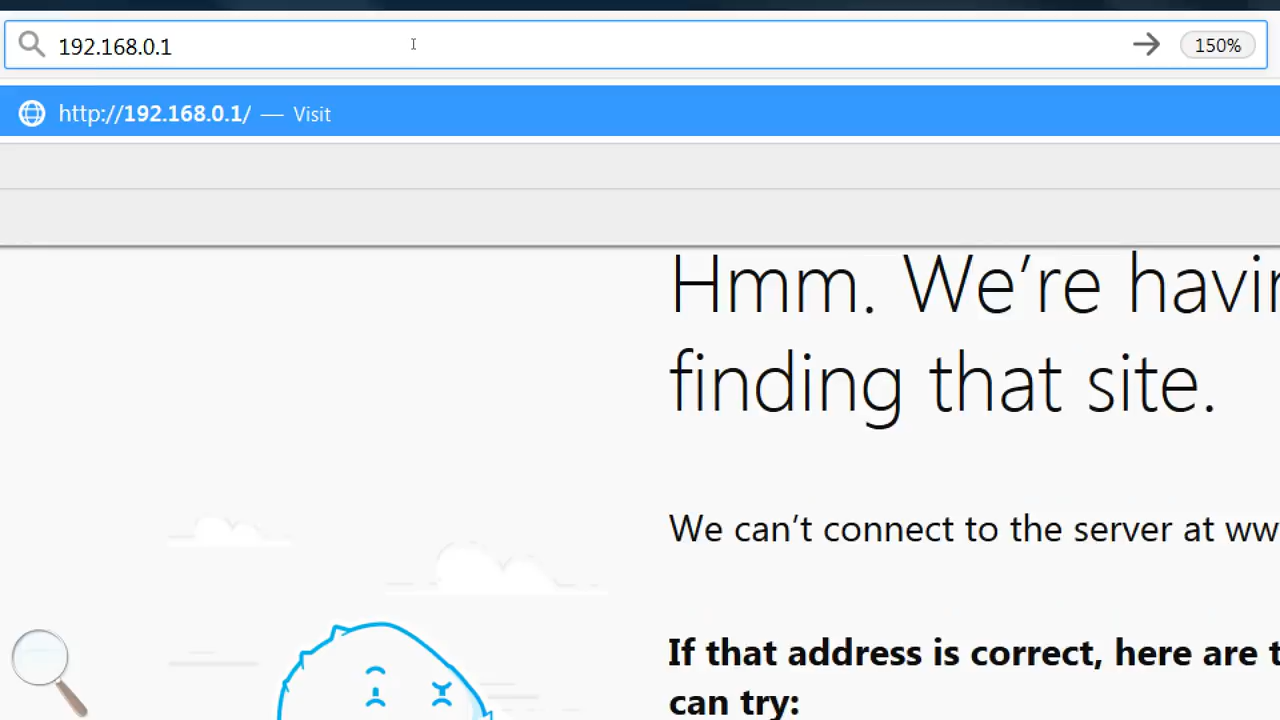 192.168.0.1
150%
http://192.168.0.1/ — Visit
Hmm. We’re havin
finding that site.
We can’t connect to the server at ww
If that address is correct, here are t
can try: